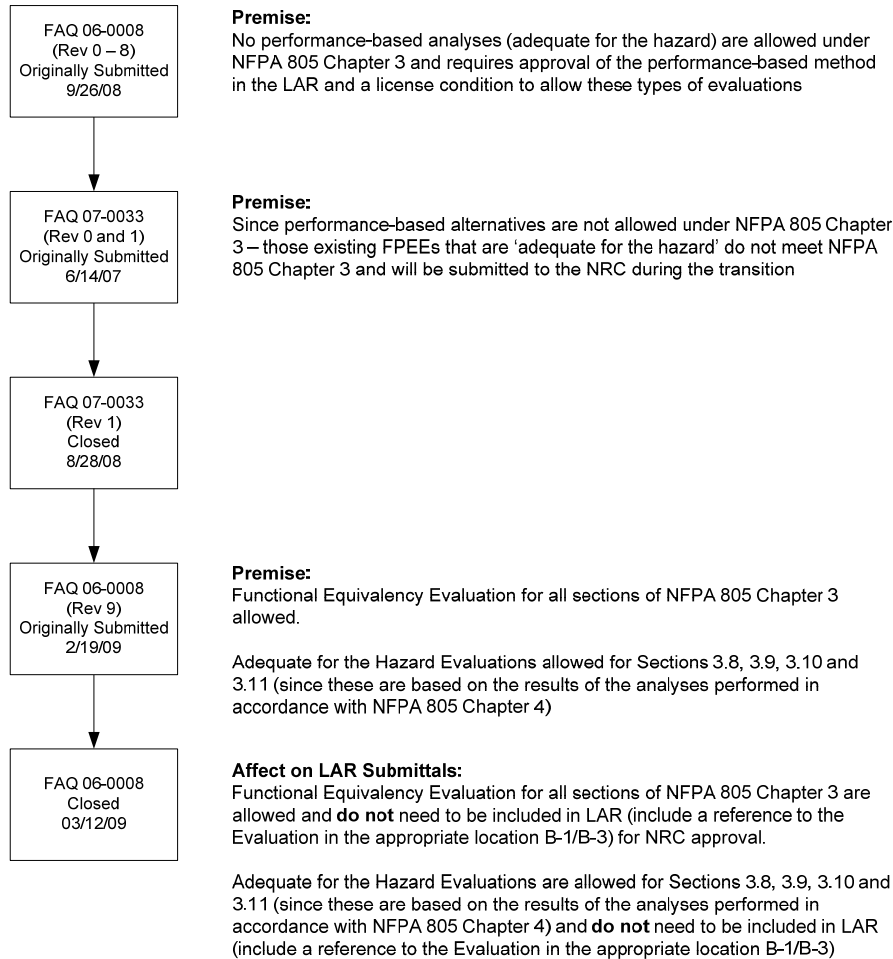 FAQ 06-0008
(Rev 0 – 8)
Originally Submitted
9/26/08
Premise:
No performance-based analyses (adequate for the hazard) are allowed under
NFPA 805 Chapter 3 and requires approval of the performance-based method
in the LAR and a license condition to allow these types of evaluations
FAQ 07-0033
(Rev 0 and 1)
Originally Submitted
6/14/07
Premise:
Since performance-based alternatives are not allowed under NFPA 805 Chapter
3 – those existing FPEEs that are ‘adequate for the hazard’ do not meet NFPA
805 Chapter 3 and will be submitted to the NRC during the transition
FAQ 07-0033
(Rev 1)
Closed
8/28/08
FAQ 06-0008
(Rev 9)
Originally Submitted
2/19/09
Premise:
Functional Equivalency Evaluation for all sections of NFPA 805 Chapter 3
allowed.
Adequate for the Hazard Evaluations allowed for Sections 3.8, 3.9, 3.10 and
3.11 (since these are based on the results of the analyses performed in
accordance with NFPA 805 Chapter 4)
FAQ 06-0008
Closed
03/12/09
Affect on LAR Submittals:
Functional Equivalency Evaluation for all sections of NFPA 805 Chapter 3 are
allowed and do not need to be included in LAR (include a reference to the
Evaluation in the appropriate location B-1/B-3) for NRC approval.
Adequate for the Hazard Evaluations are allowed for Sections 3.8, 3.9, 3.10 and
3.11 (since these are based on the results of the analyses performed in
accordance with NFPA 805 Chapter 4) and do not need to be included in LAR
(include a reference to the Evaluation in the appropriate location B-1/B-3)